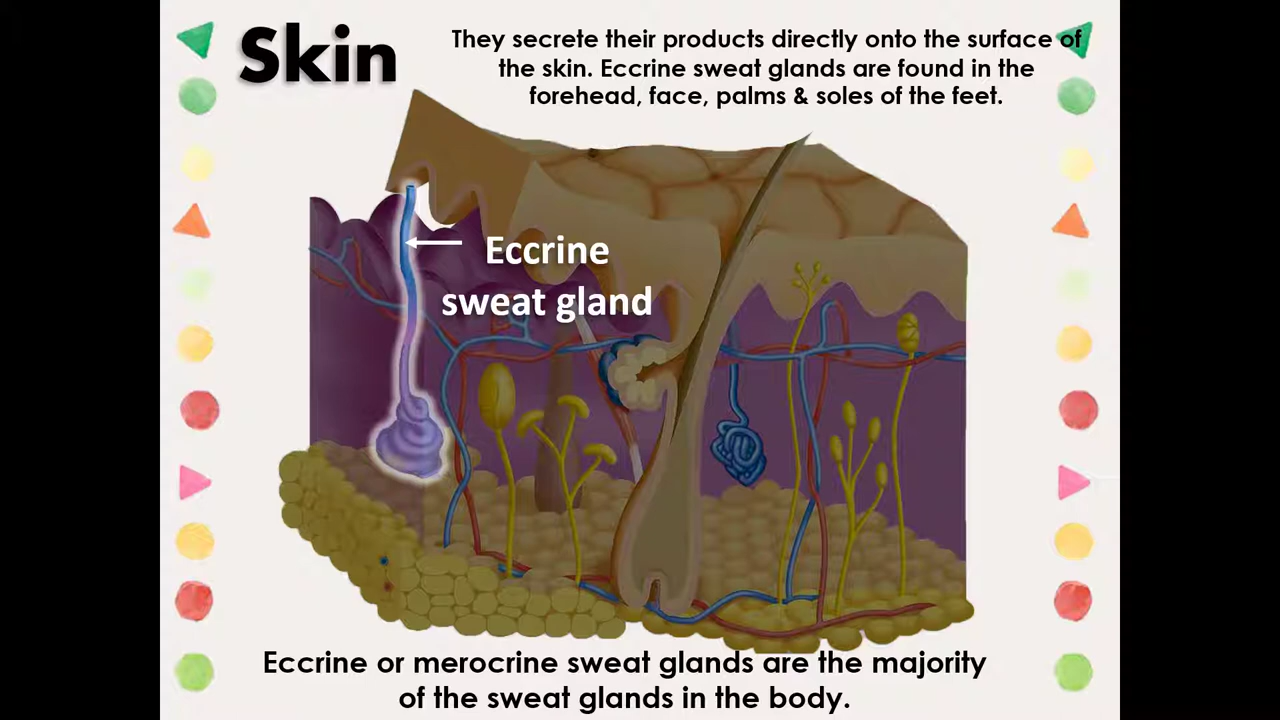 Skin
They secrete their products directly onto the surface of
the skin. Eccrine sweat glands are found in the
forehead, face, palms & soles of the feet.
Eccrine
sweat gland
Eccrine or merocrine sweat glands are the majority
of the sweat glands in the body.